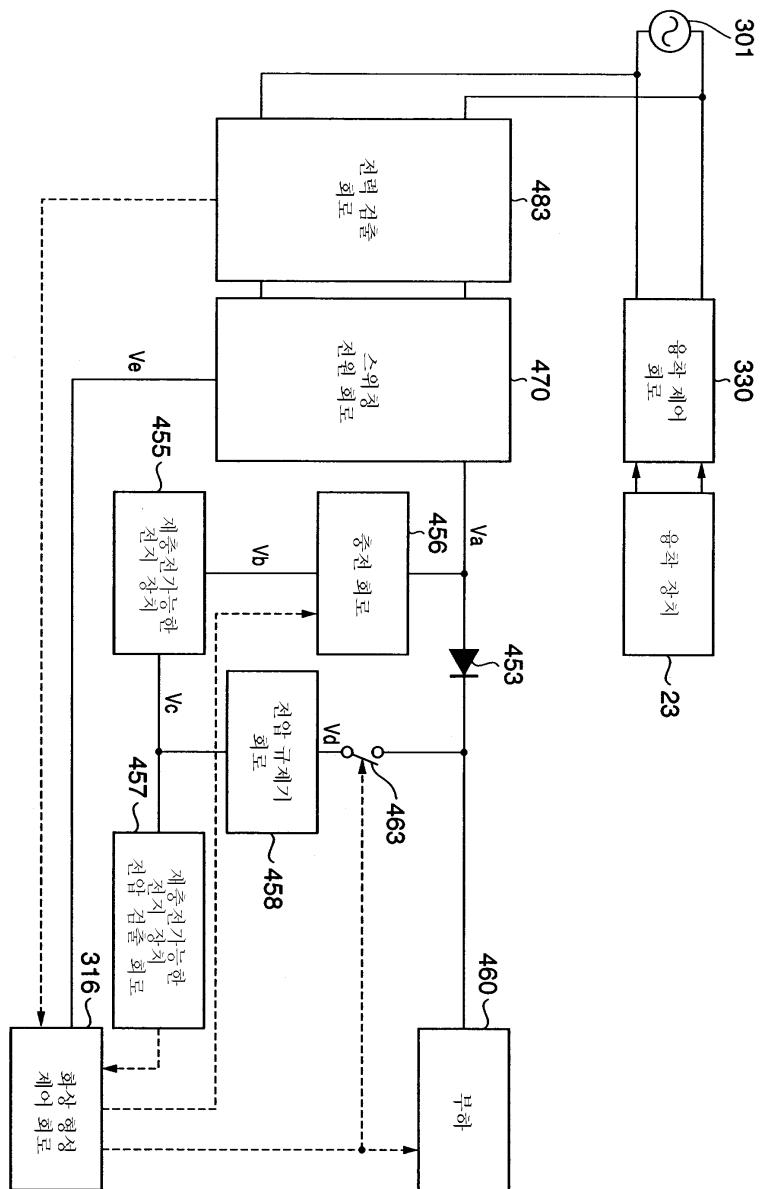 301
전력 검출
회로
483
스위칭
전원 회로
470
융착 제어
회로
330
융착 장치
23
Ve
Va
455
재충전가능한
전지 장치
Vb
충전 회로
456
453
Vc
전압 규제기
회로
458
Vd
463
457
재충전가능한
전지 장치
전압 검출 회로
316
화상 형성
제어 회로
460
부하